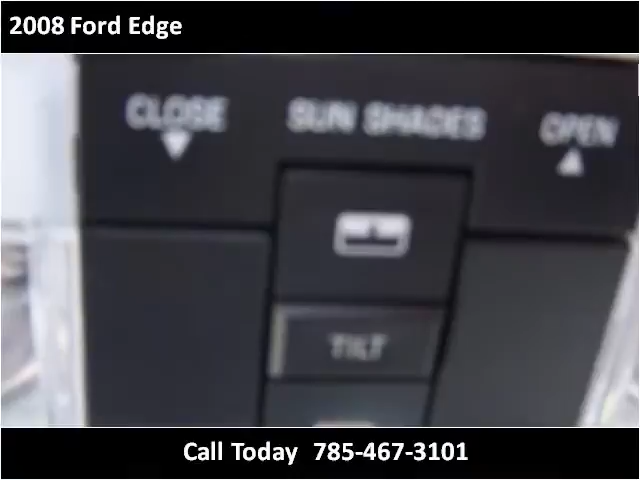 2008 Ford Edge
CLOSE SUN SHADES OPEN
TILT
Call Today 785-467-3101